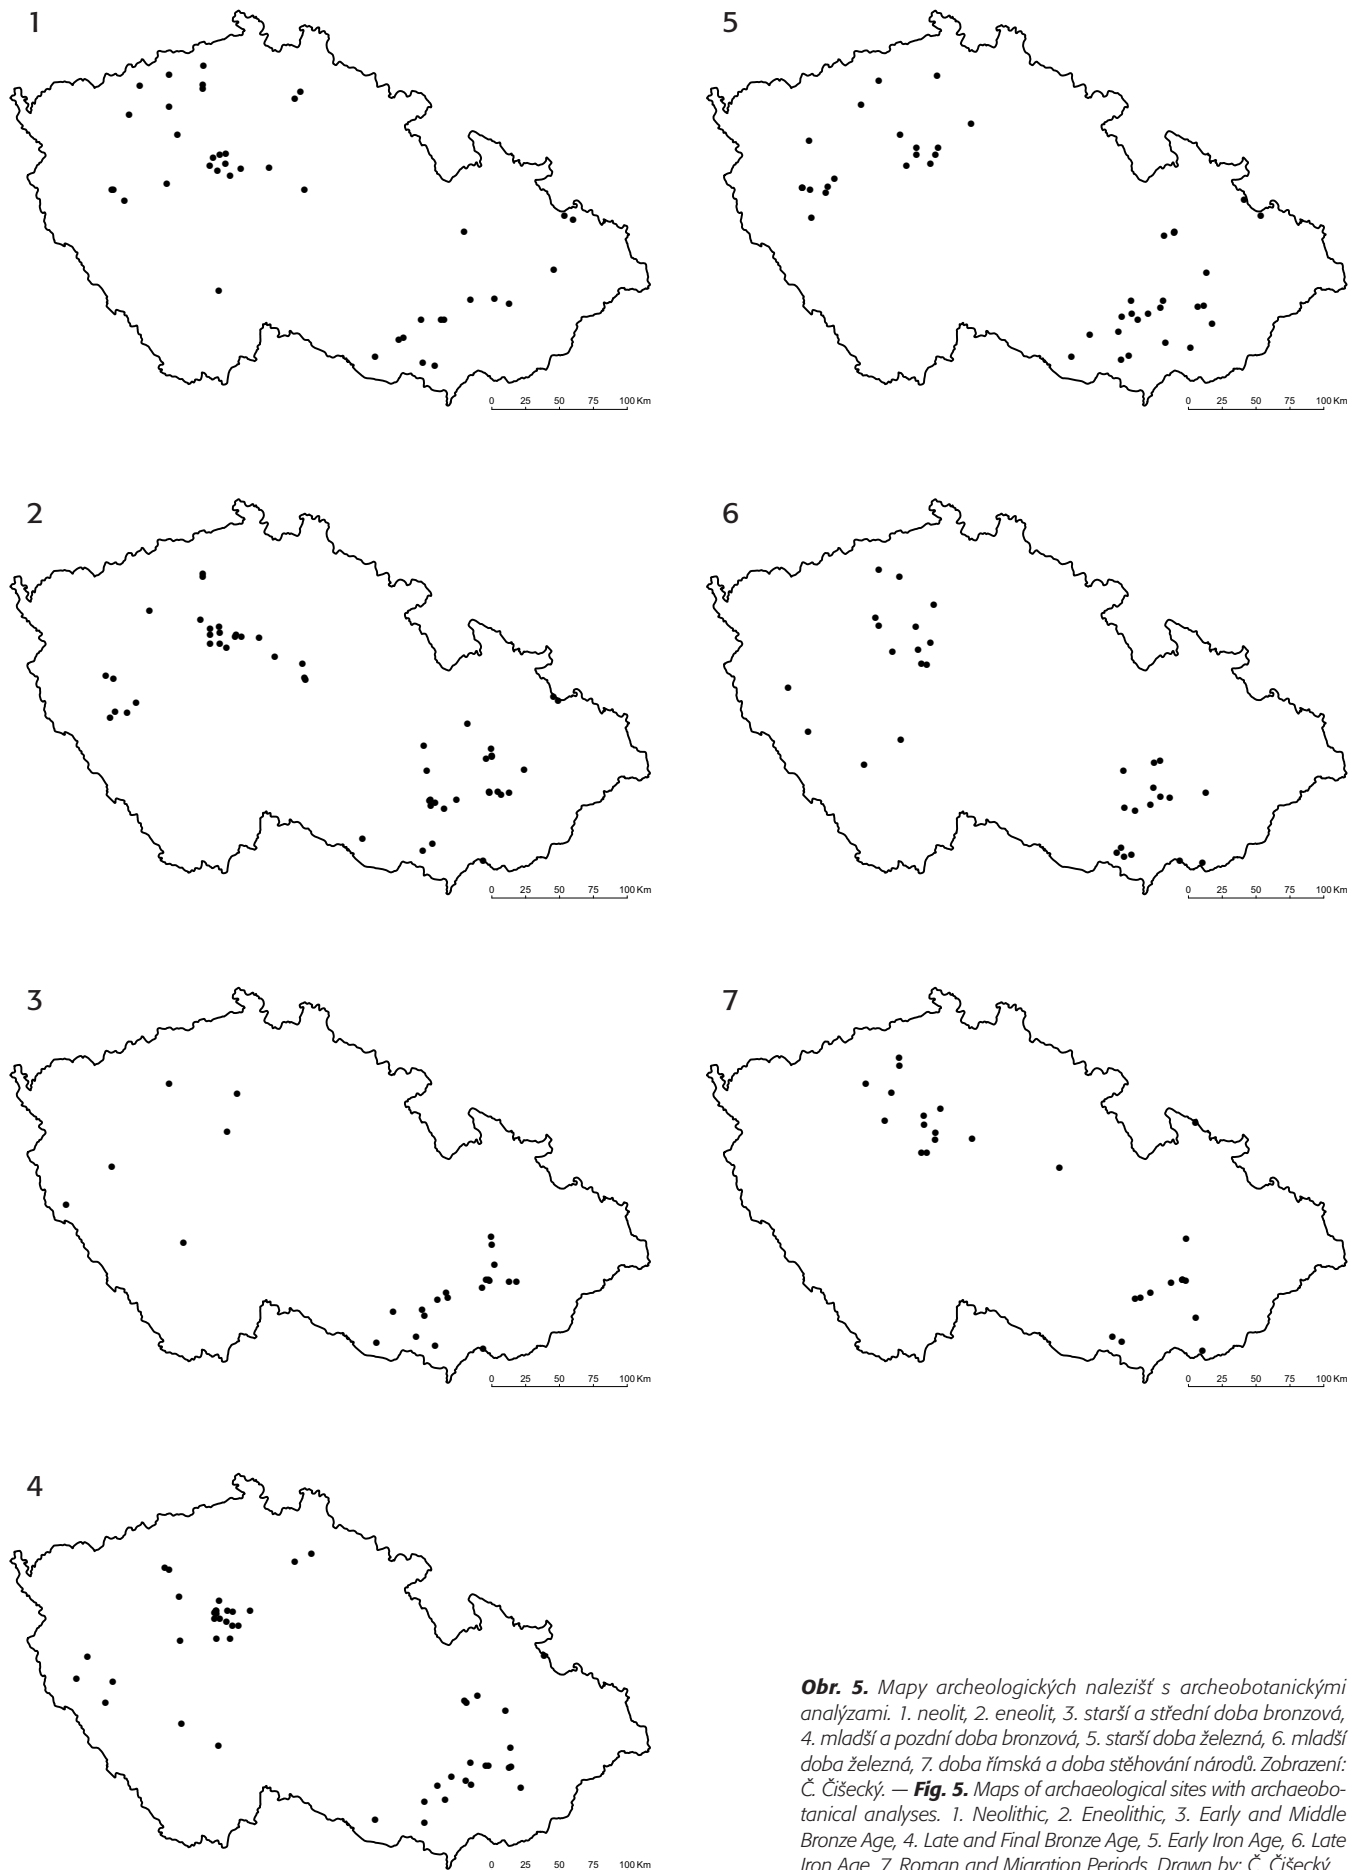 1
0 25 50 75 100 Km
2
0 25 50 75 100 Km
3
0 25 50 75 100 Km
4
0 25 50 75 100 Km
5
0 25 50 75 100 Km
6
0 25 50 75 100 Km
7
0 25 50 75 100 Km
Obr. 5. Mapy archeologických nalezišť s archeobotanickými
analýzami. 1. neolit, 2. eneolit, 3. starší a střední doba bronzová,
4. mladší a pozdní doba bronzová, 5. starší doba železná, 6. mladší
doba železná, 7. doba římská a doba stěhování národů. Zobrazení:
Č. Čišecký. — Fig. 5. Maps of archaeological sites with archaeobo-
tanical analyses. 1. Neolithic, 2. Eneolithic, 3. Early and Middle
Bronze Age, 4. Late and Final Bronze Age, 5. Early Iron Age, 6. Late
Iron Age, 7. Roman and Migration Periods. Drawn by: Č. Čišecký.